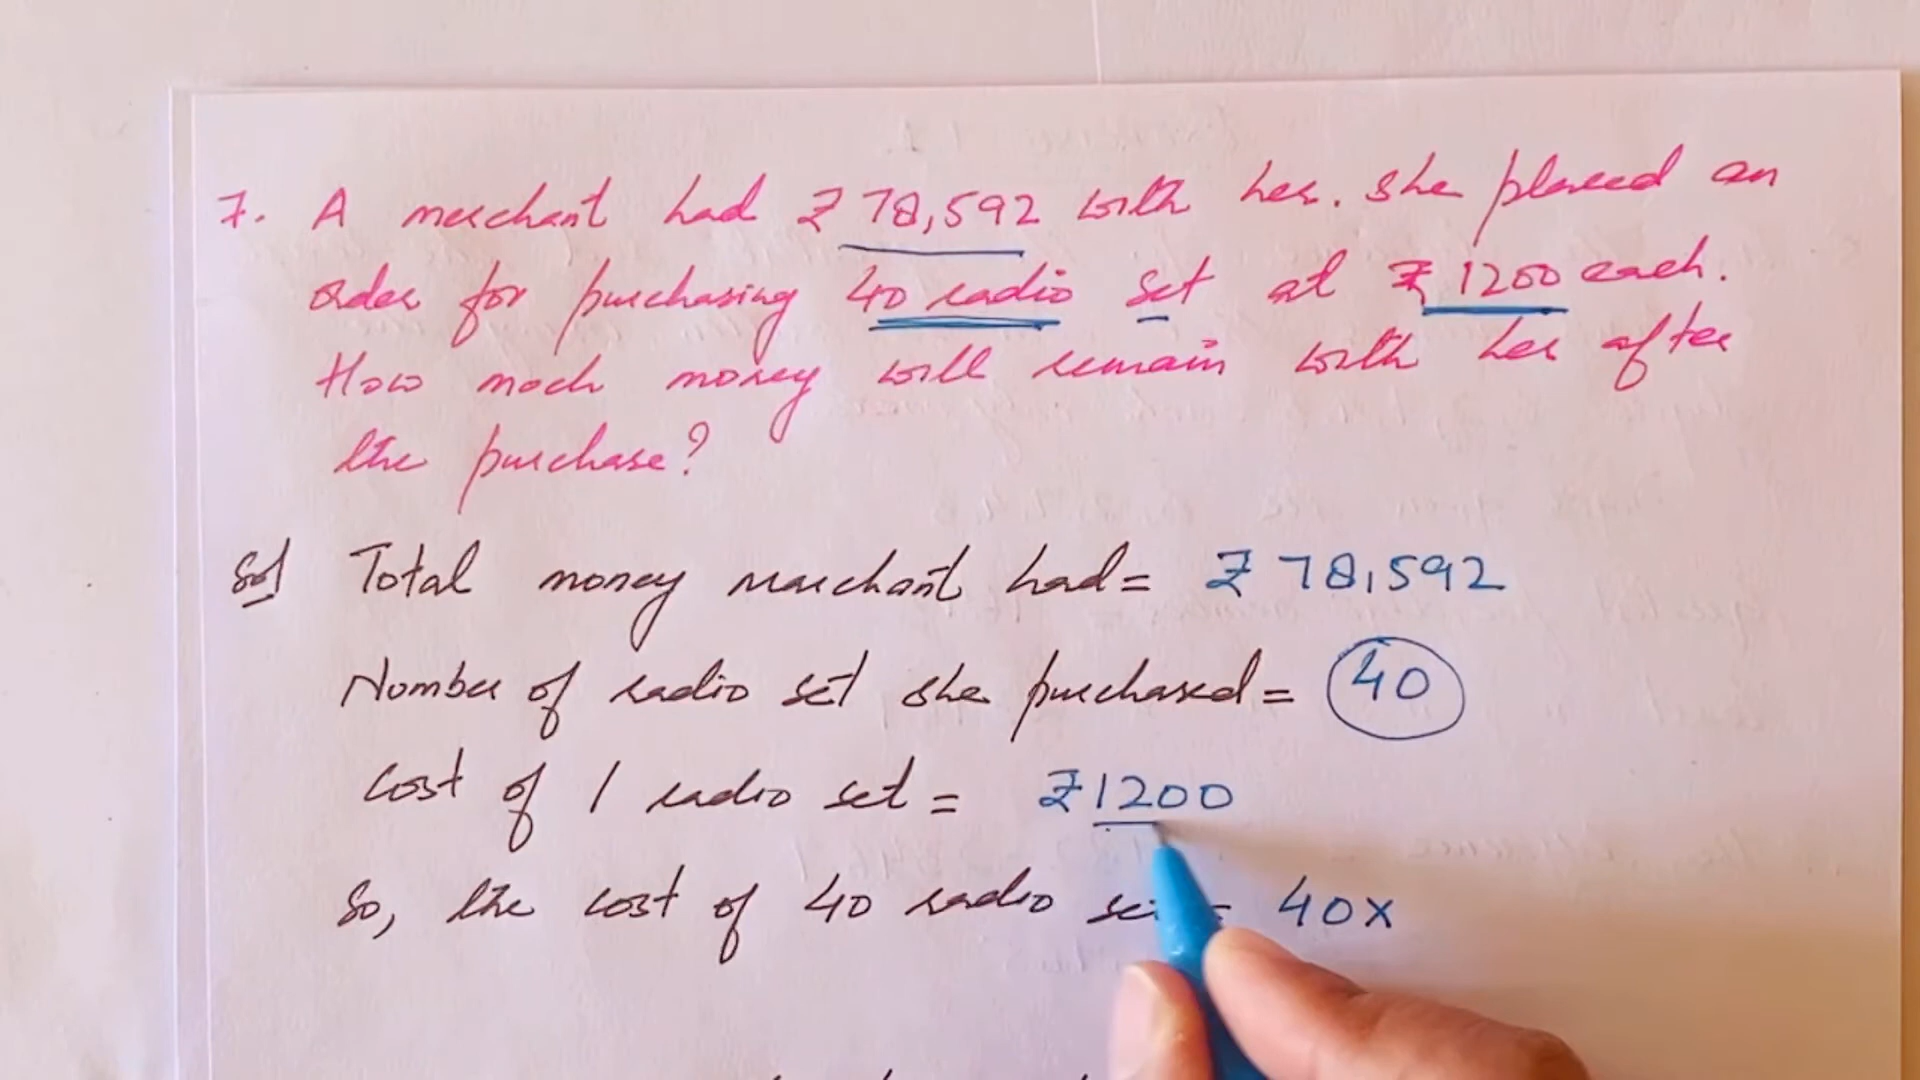 7. A merchant had ₹ 78,592 with her. she placed an
order for purchasing 40 radio set at ₹ 1200 each.
How much money will remain with her after
the purchase?
Sol Total money merchant had = ₹ 78,592
Number of radio set she purchased = 40
Cost of 1 radio set = ₹1200
So, the cost of 40 radio set = 40x